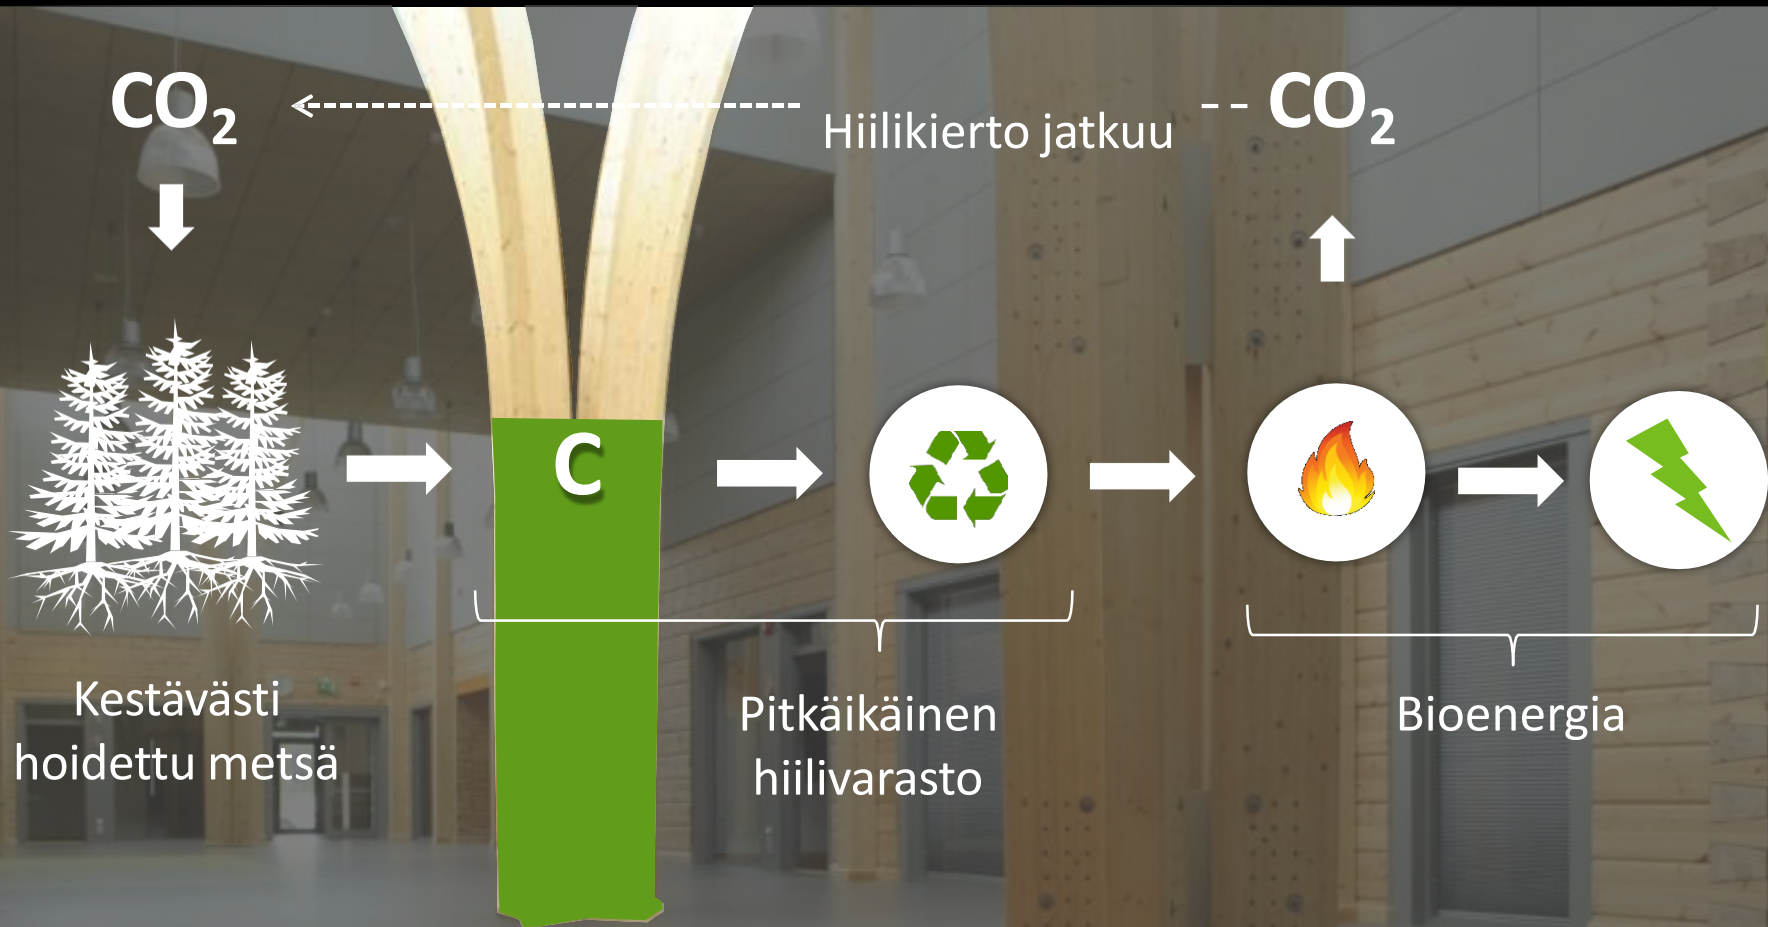 CO₂
Hiilikierto jatkuu
CO₂
C
Kestävästi
hoidettu metsä
Pitkäikäinen
hiilivarasto
Bioenergia